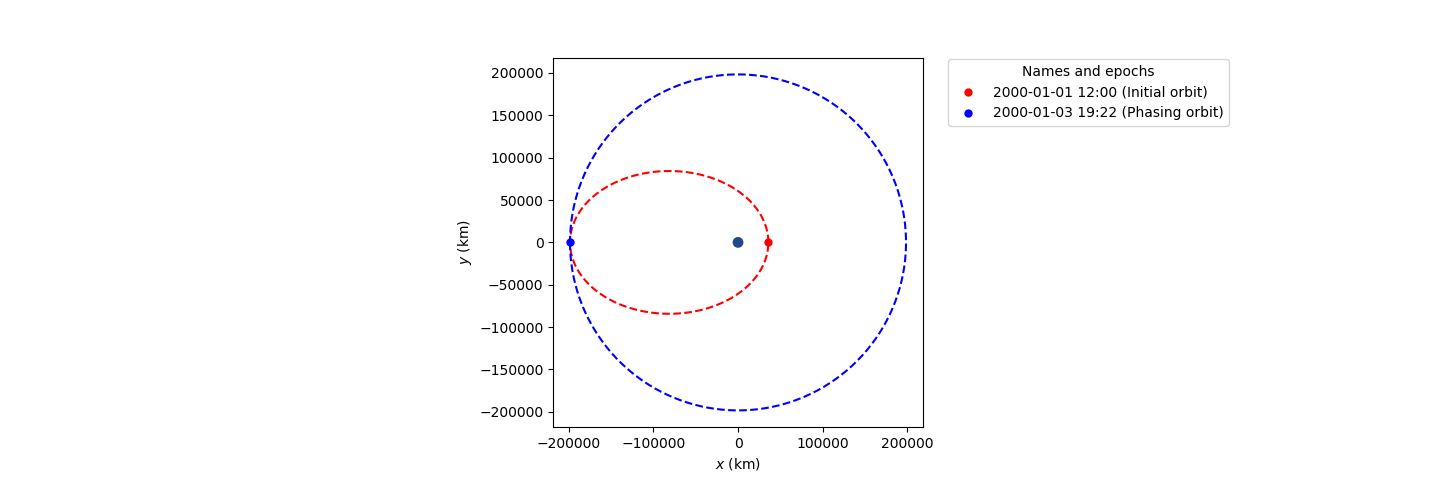 Names and epochs
2000-01-01 12:00 (Initial orbit)
2000-01-03 19:22 (Phasing orbit)
200000
150000
100000
50000
0
−50000
−100000
−150000
−200000
y (km)
−200000 −100000 0 100000 200000
x (km)